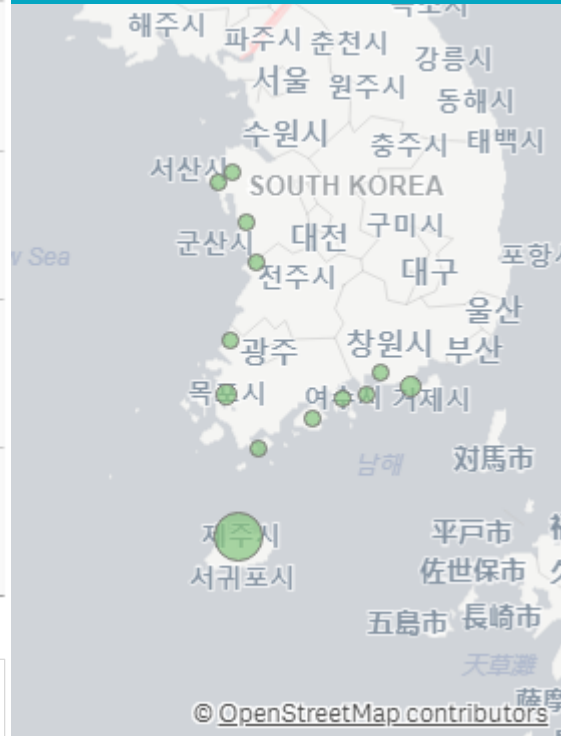 해주시
파주시 춘천시
강릉시
서울
원주시
동해시
수원시
충주시
태백시
서산시
SOUTH KOREA
구미시
군산시
대전
w Sea
대구
전주시
울산
창원시
부산
광주
목포시
여수시
거제시
남해
対馬市
제주시
平戸市
서귀포시
佐世保市
五島市
長崎市
天草灘
© OpenStreetMap contributors